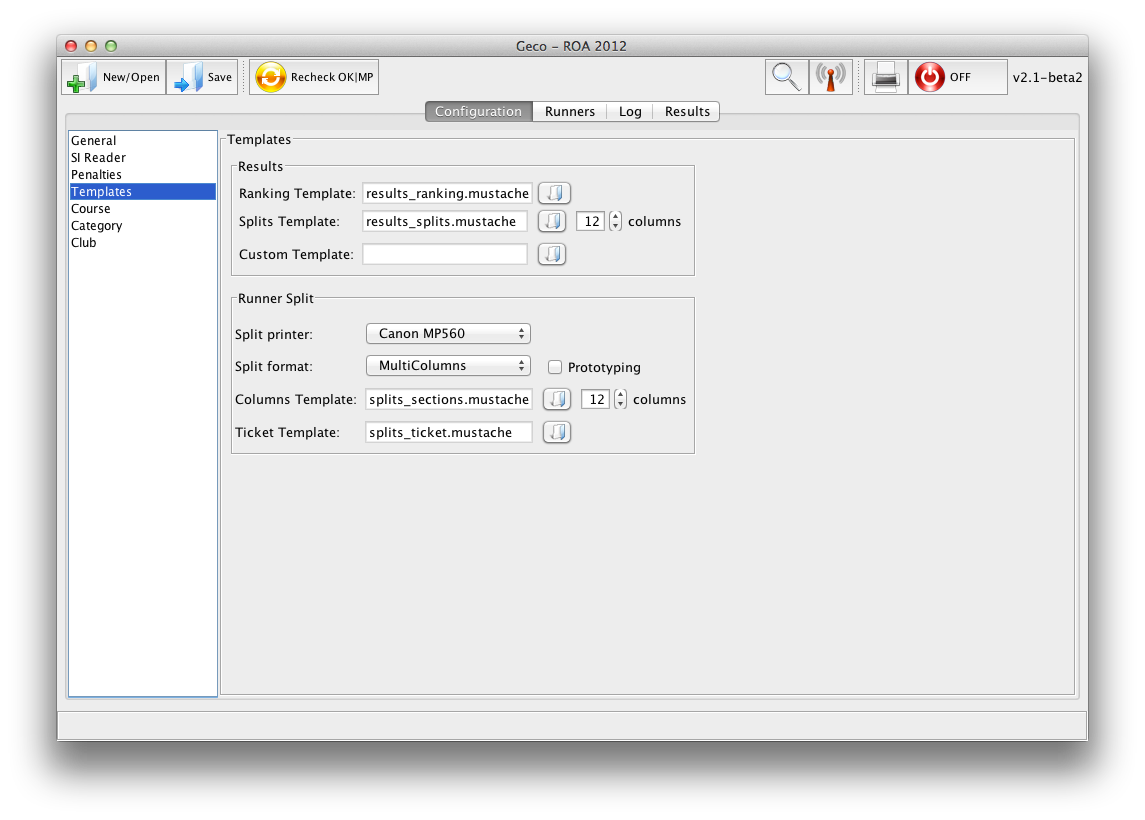 Geco – ROA 2012
New/Open Save Recheck OK|MP OFF v2.1-beta2
Configuration Runners Log Results
General
SI Reader
Penalties
Templates
Course
Category
Club
Templates
Results
Ranking Template: results_ranking.mustache
Splits Template: results_splits.mustache 12 columns
Custom Template:
Runner Split
Split printer: Canon MP560
Split format: MultiColumns Prototyping
Columns Template: splits_sections.mustache 12 columns
Ticket Template: splits_ticket.mustache